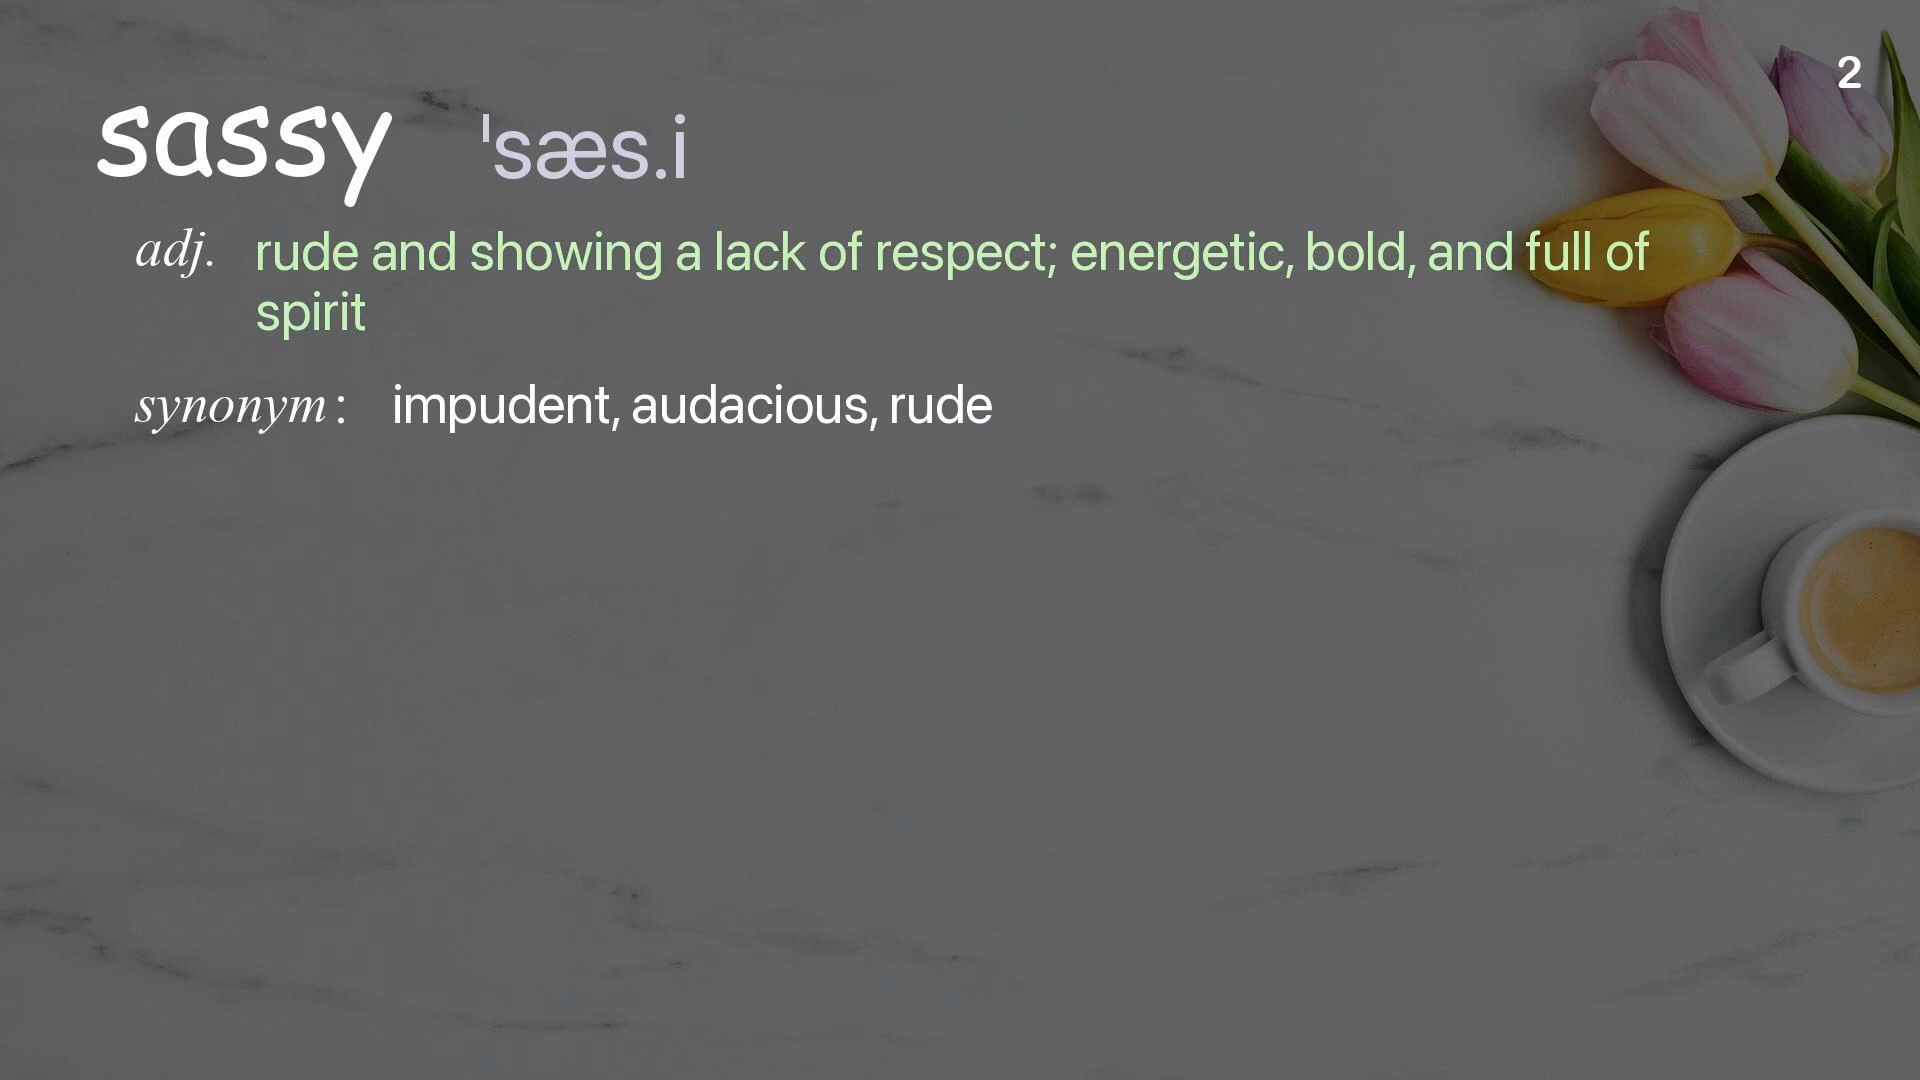 2
sassy ˈsæs.i
adj. rude and showing a lack of respect; energetic, bold, and full of
spirit
synonym: impudent, audacious, rude